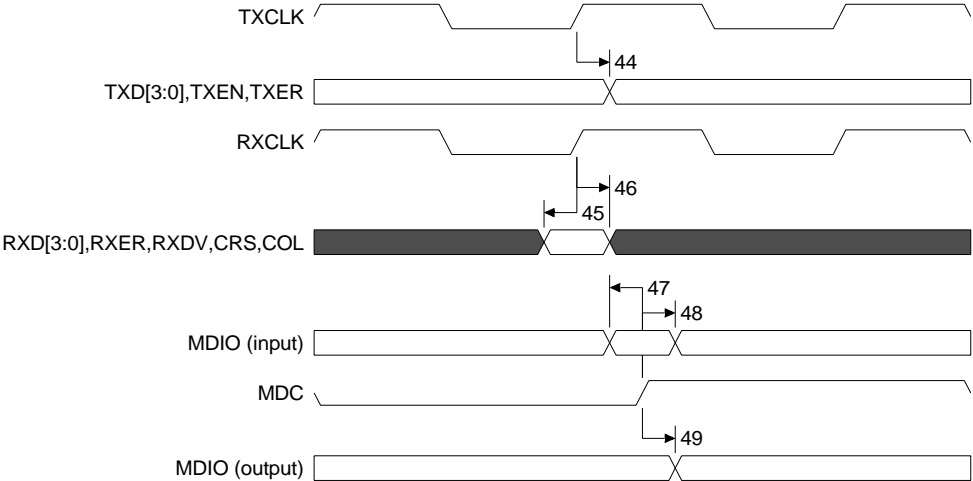 TXCLK
44
TXD[3:0],TXEN,TXER
RXCLK
46
45
RXD[3:0],RXER,RXDV,CRS,COL
47
48
MDIO (input)
MDC
49
MDIO (output)